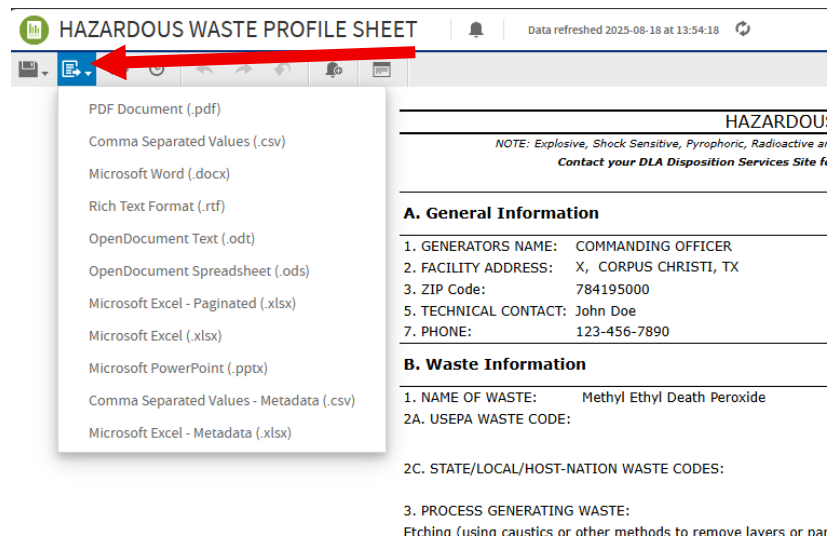 HAZARDOUS WASTE PROFILE SHEET
Data refreshed 2025-08-18 at 13:54:18
PDF Document (.pdf)
Comma Separated Values (.csv)
Microsoft Word (.docx)
Rich Text Format (.rtf)
OpenDocument Text (.odt)
OpenDocument Spreadsheet (.ods)
Microsoft Excel - Paginated (.xlsx)
Microsoft Excel (.xlsx)
Microsoft PowerPoint (.pptx)
Comma Separated Values - Metadata (.csv)
Microsoft Excel - Metadata (.xlsx)
HAZARDOUS
NOTE: Explosive, Shock Sensitive, Pyrophoric, Radioactive
Contact your DLA Disposition Services Site
A. General Information
1. GENERATORS NAME: COMMANDING OFFICER
2. FACILITY ADDRESS: X, CORPUS CHRISTI, TX
3. ZIP Code: 784195000
5. TECHNICAL CONTACT: John Doe
7. PHONE: 123-456-7890
B. Waste Information
1. NAME OF WASTE: Methyl Ethyl Death Peroxide
2A. USEPA WASTE CODE:
2C. STATE/LOCAL/HOST-NATION WASTE CODES:
3. PROCESS GENERATING WASTE:
Etching (using caustics or other methods to remove layers or